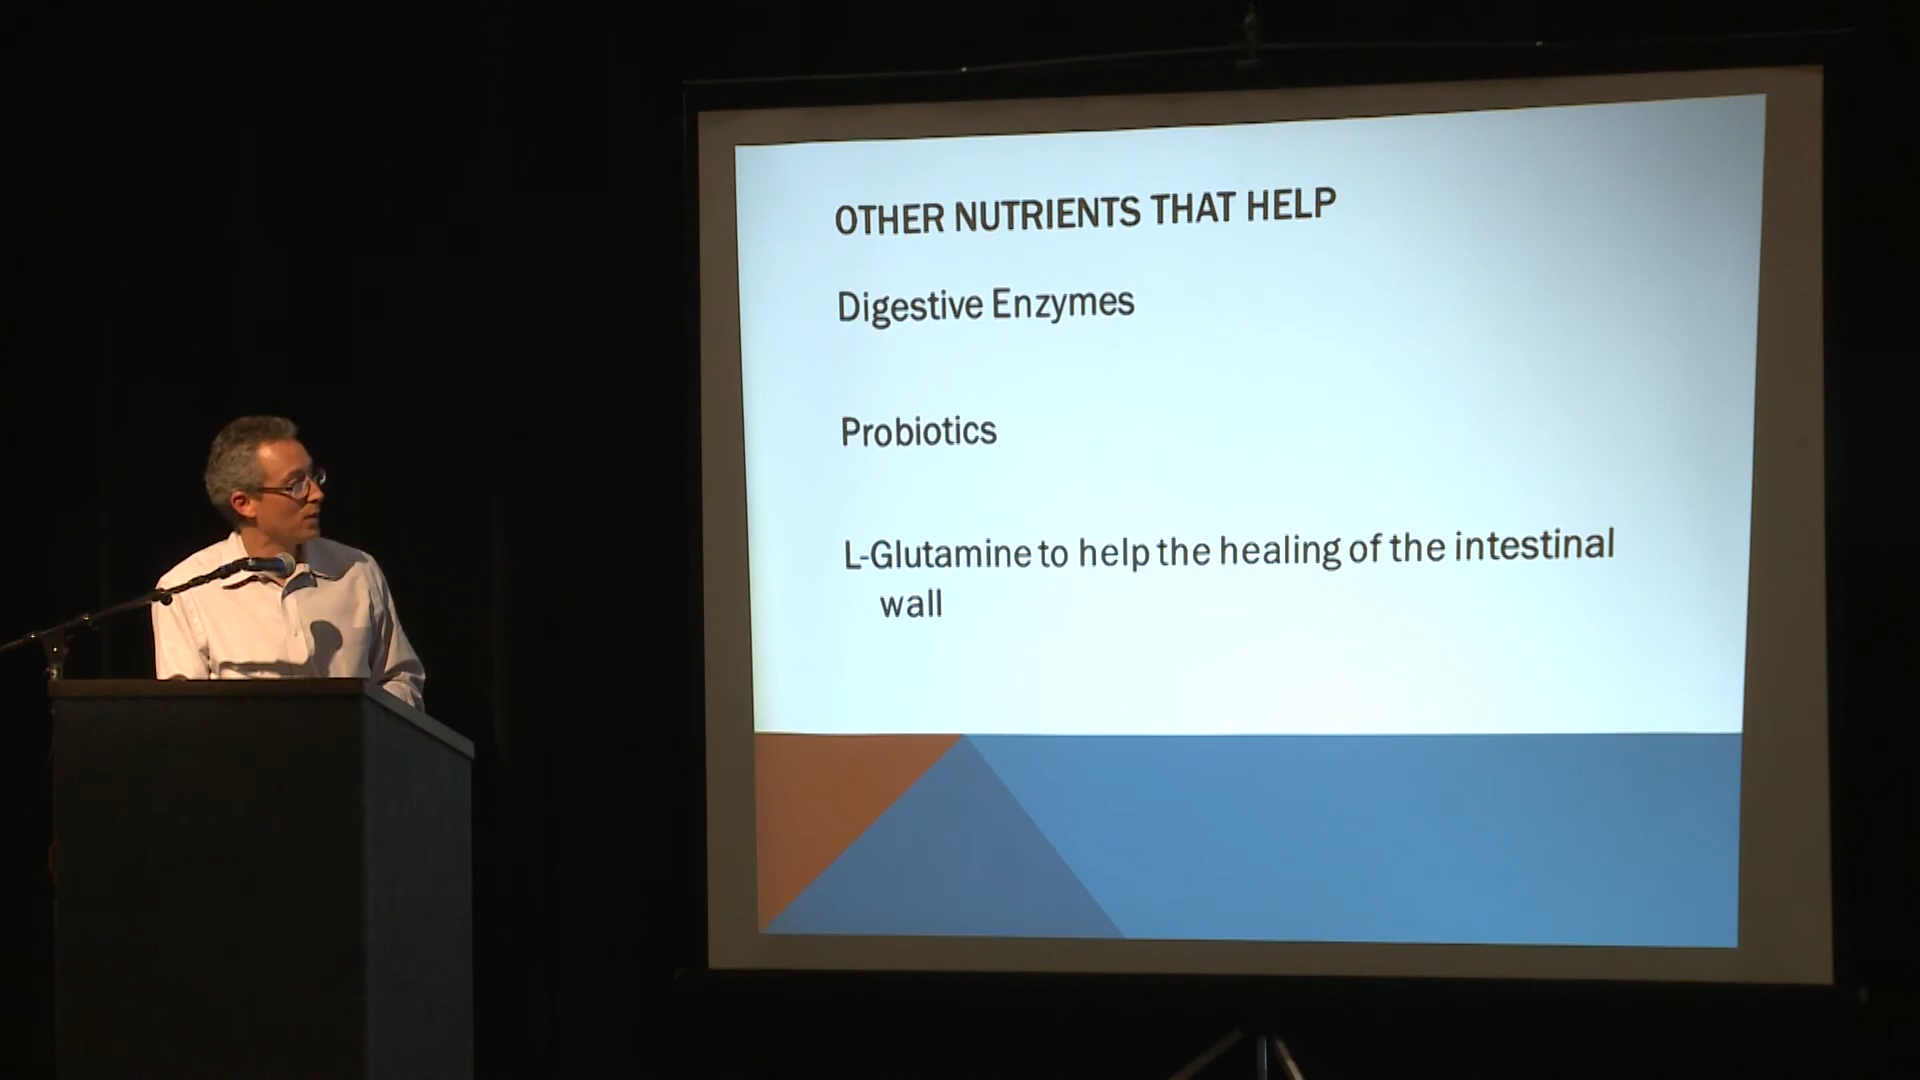 OTHER NUTRIENTS THAT HELP
Digestive Enzymes
Probiotics
L-Glutamine to help the healing of the intestinal
wall